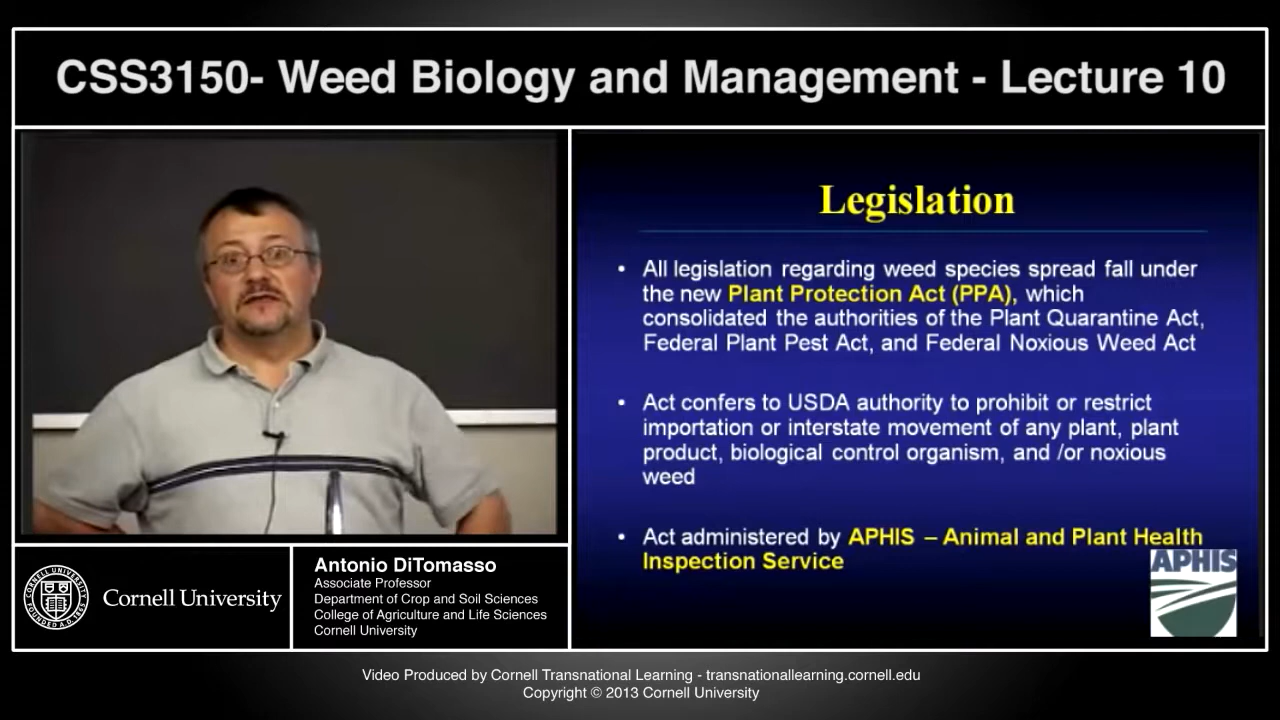 CSS3150- Weed Biology and Management - Lecture 10
Legislation
• All legislation regarding weed species spread fall under
the new Plant Protection Act (PPA), which
consolidated the authorities of the Plant Quarantine Act,
Federal Plant Pest Act, and Federal Noxious Weed Act
• Act confers to USDA authority to prohibit or restrict
importation or interstate movement of any plant, plant
product, biological control organism, and /or noxious
weed
• Act administered by APHIS – Animal and Plant Health
Inspection Service
APHIS
CORNELL UNIVERSITY
FOUNDED A.D. 1865
Cornell University
Antonio DiTomasso
Associate Professor
Department of Crop and Soil Sciences
College of Agriculture and Life Sciences
Cornell University
Video Produced by Cornell Transnational Learning - transnationallearning.cornell.edu
Copyright © 2013 Cornell University